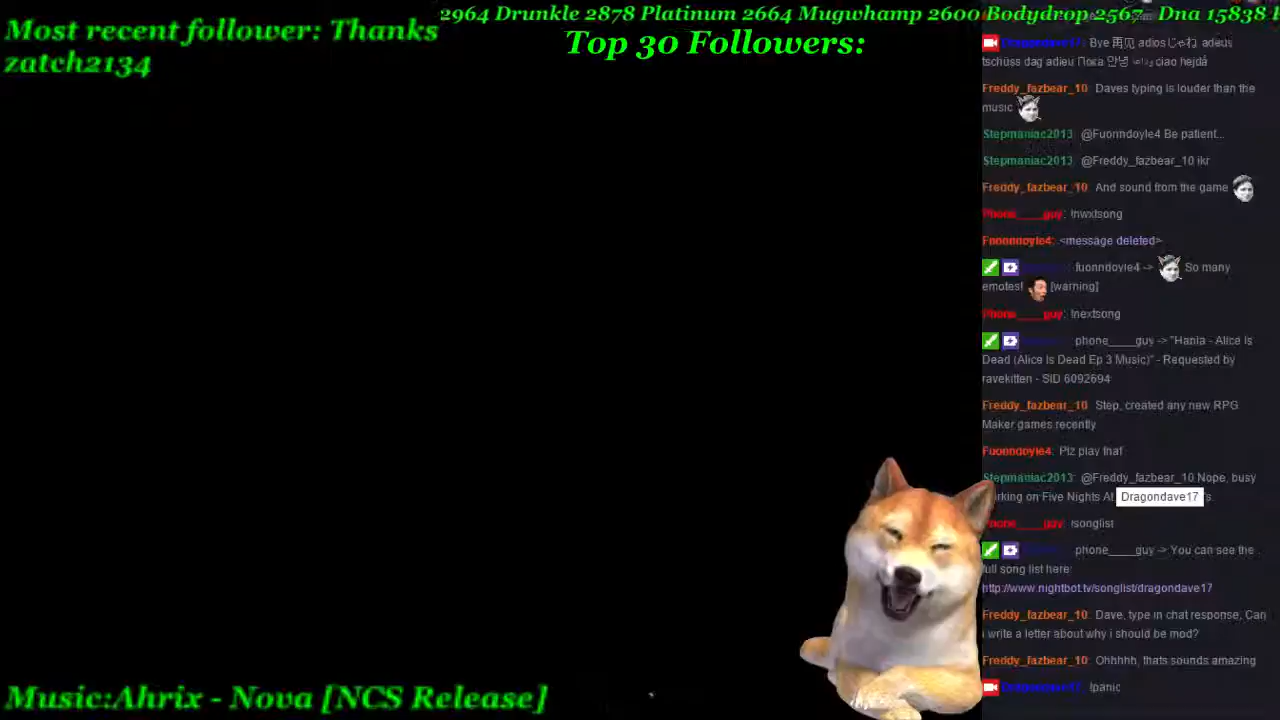 2964 Drunkle 2878 Platinum 2664 Mugwhamp 2600 Bodydrop 2567 Dna 15838
Most recent follower: Thanks
zatch2134
Top 30 Followers:
Dragondave17: Bye 再见 adios じゃね adeus
tschüss dag adieu Пока 안녕 ciao hejdå
Freddy_fazbear_10: Daves typing is louder than the
music
Stepmaniac2013: @Fuonndoyle4 Be patient...
Stepmaniac2013: @Freddy_fazbear_10 ikr
Freddy_fazbear_10: And sound from the game
Phone____guy: !nwxtsong
Fuonndoyle4: <message deleted>
fuonndoyle4 -> So many
emotes! [warning]
Phone____guy: !nextsong
phone____guy -> "Hania - Alice Is
Dead (Alice Is Dead Ep 3 Music)" - Requested by
ravekitten - SID 6092694
Freddy_fazbear_10: Step, created any new RPG
Maker games recently
Fuonndoyle4: Plz play that
Stepmaniac2013: @Freddy_fazbear_10 Nope, busy
working on Five Nights At Dragondave17 's.
Phone____guy: !songlist
phone____guy -> You can see the
full song list here:
http://www.nightbot.tv/songlist/dragondave17
Freddy_fazbear_10: Dave, type in chat response, Can
i write a letter about why i should be mod?
Freddy_fazbear_10: Ohhhhh, thats sounds amazing
Dragondave17: !panic
Music:Ahrix - Nova [NCS Release]